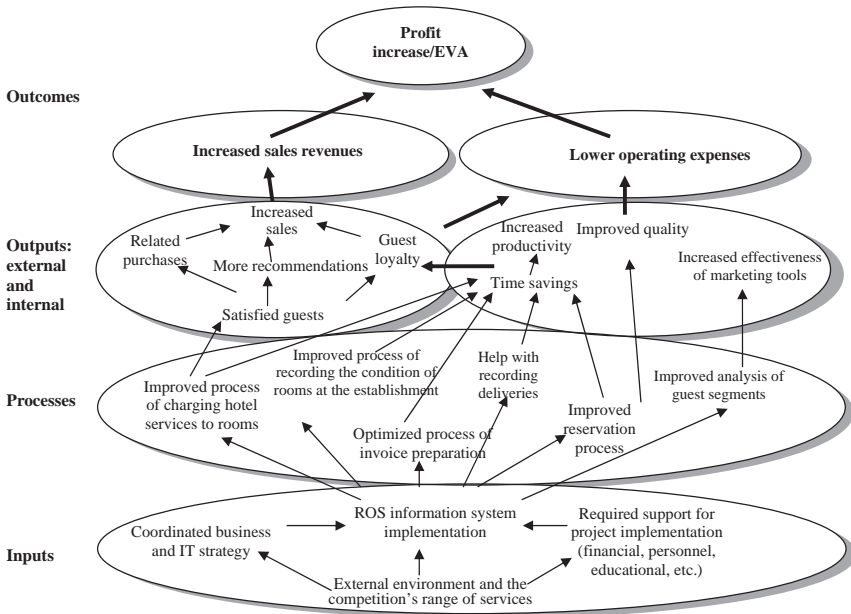 Profit
increase/EVA
Outcomes
Increased sales revenues
Lower operating expenses
Outputs:
external
and
internal
Increased
sales
Related
purchases
Guest
loyalty
More recommendations
Satisfied guests
Increased
productivity
Improved quality
Increased effectiveness
of marketing tools
Time savings
Processes
Improved process
of charging hotel
services to rooms
Improved process of
recording the condition of
rooms at the establishment
Optimized process of
invoice preparation
Help with
recording
deliveries
Improved
reservation
process
Improved analysis of
guest segments
Inputs
Coordinated business
and IT strategy
ROS information system
implementation
Required support for
project implementation
(financial, personnel,
educational, etc.)
External environment and the
competition's range of services